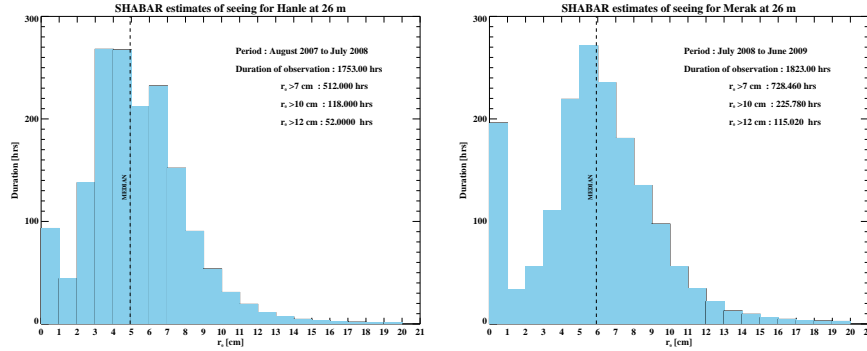 SHABAR estimates of seeing for Hanle at 26 m
Period : August 2007 to July 2008
Duration of observation : 1753.00 hrs
r₀ >7 cm : 512.000 hrs
r₀ >10 cm : 118.000 hrs
r₀ >12 cm : 52.0000 hrs
MEDIAN
Duration [hrs]
300
200
100
0
0 1 2 3 4 5 6 7 8 9 10 11 12 13 14 15 16 17 18 19 20 21
r₀ [cm]
SHABAR estimates of seeing for Merak at 26 m
Period : July 2008 to June 2009
Duration of observation : 1823.00 hrs
r₀ >7 cm : 728.460 hrs
r₀ >10 cm : 225.780 hrs
r₀ >12 cm : 115.020 hrs
MEDIAN
Duration [hrs]
300
200
100
0
0 1 2 3 4 5 6 7 8 9 10 11 12 13 14 15 16 17 18 19 20 21
r₀ [cm]